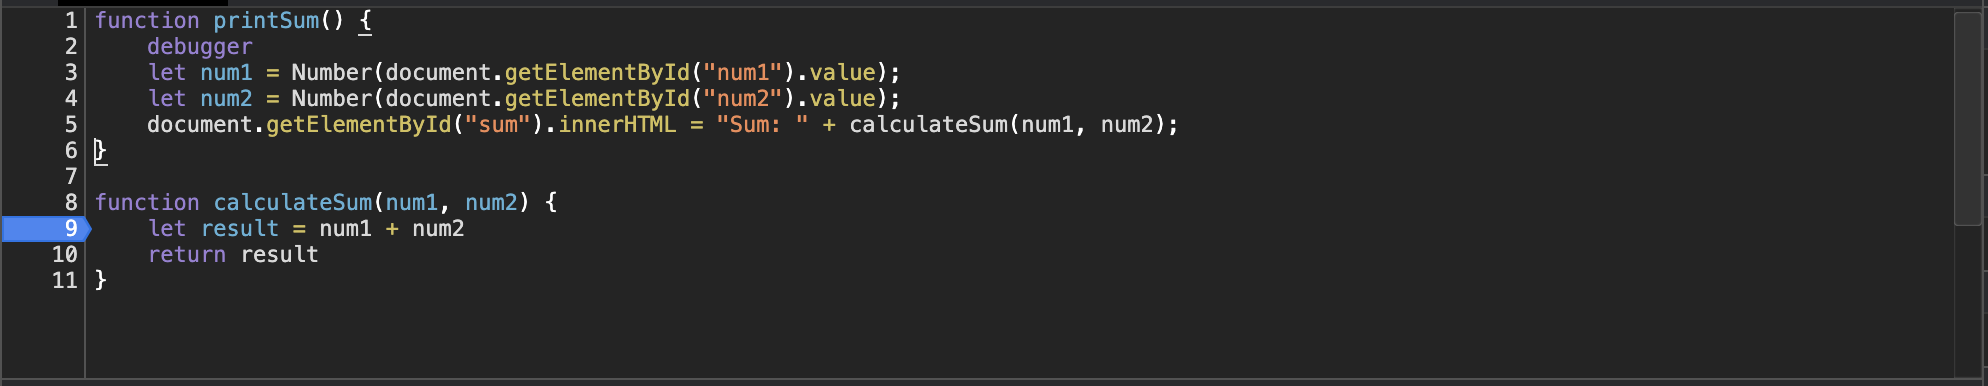 1 function printSum() {
2     debugger
3     let num1 = Number(document.getElementById("num1").value);
4     let num2 = Number(document.getElementById("num2").value);
5     document.getElementById("sum").innerHTML = "Sum: " + calculateSum(num1, num2);
6 }
7
8 function calculateSum(num1, num2) {
9     let result = num1 + num2
10     return result
11 }